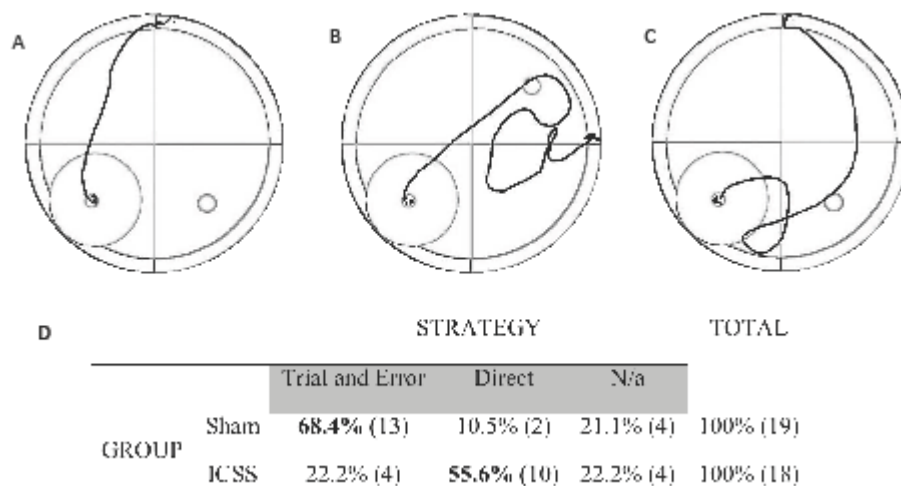 A B C
D STRATEGY TOTAL
Trial and Error Direct N/a
Sham 68.4% (13) 10.5% (2) 21.1% (4) 100% (19)
GROUP
ICSS 22.2% (4) 55.6% (10) 22.2% (4) 100% (18)